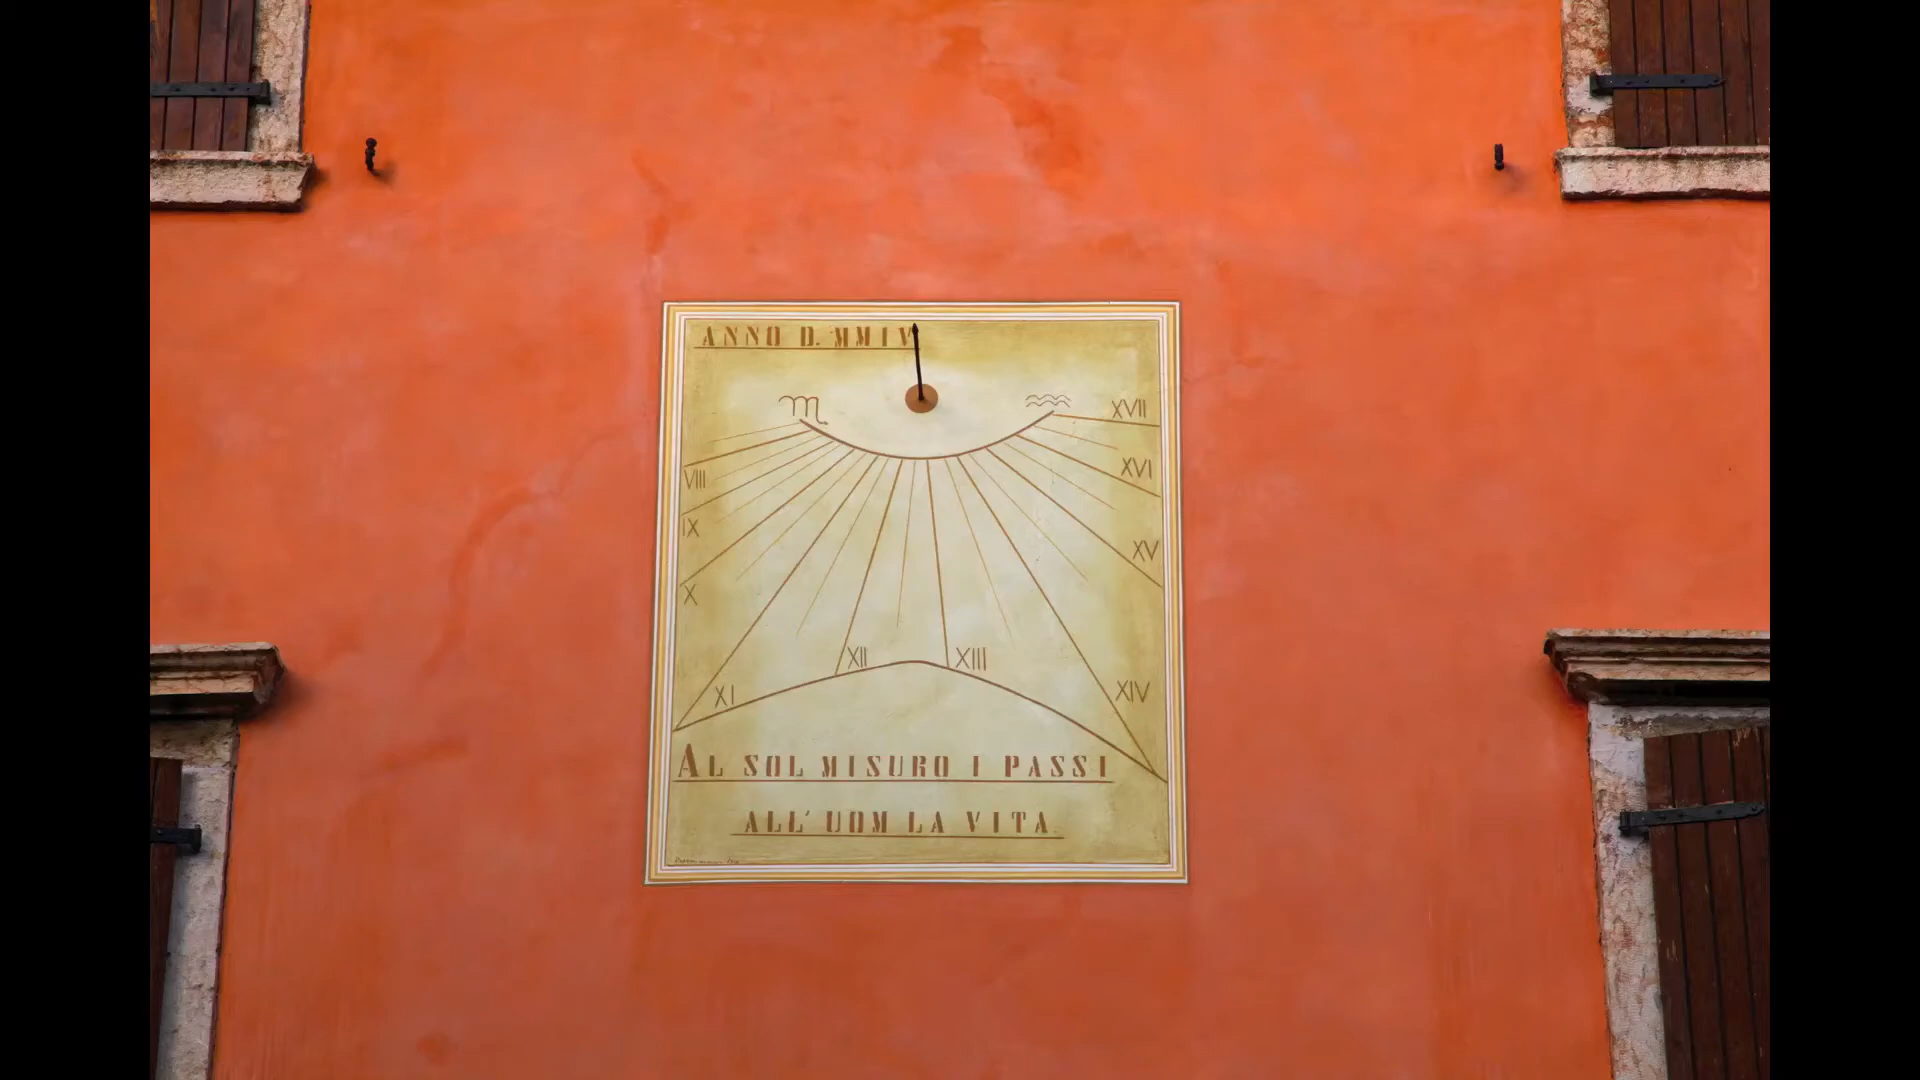 ANNO D. MMIV
XVII
VIII
XVI
IX
XV
X
XII
XIII
XI
XIV
AL SOL MISURO I PASSI
ALL' UOM LA VITA